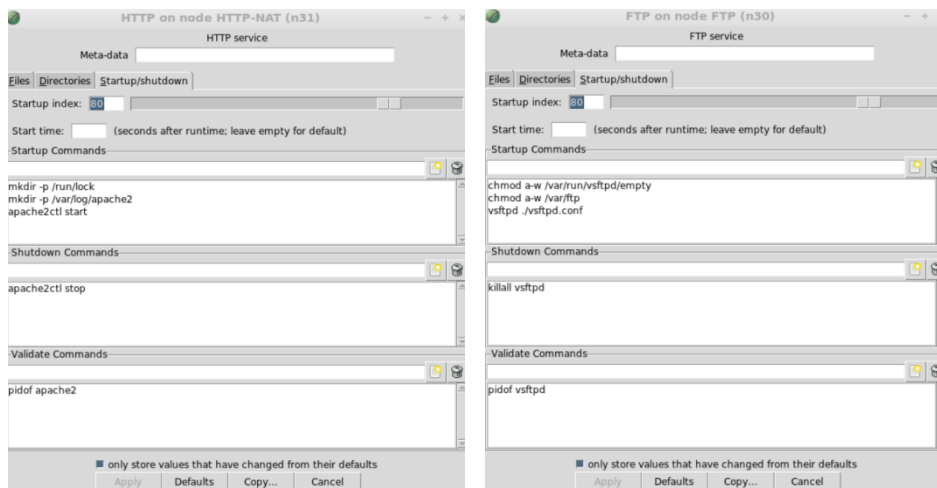 HTTP on node HTTP-NAT (n31)
HTTP service
Meta-data
Files Directories Startup/shutdown
Startup index: 80
Start time: (seconds after runtime; leave empty for default)
Startup Commands
mkdir -p /run/lock
mkdir -p /var/log/apache2
apache2ctl start
Shutdown Commands
apache2ctl stop
Validate Commands
pidof apache2
only store values that have changed from their defaults
Apply Defaults Copy... Cancel
FTP on node FTP (n30)
FTP service
Meta-data
Files Directories Startup/shutdown
Startup index: 80
Start time: (seconds after runtime; leave empty for default)
Startup Commands
chmod a-w /var/run/vsftpd/empty
chmod a-w /var/ftp
vsftpd ./vsftpd.conf
Shutdown Commands
killall vsftpd
Validate Commands
pidof vsftpd
only store values that have changed from their defaults
Apply Defaults Copy... Cancel